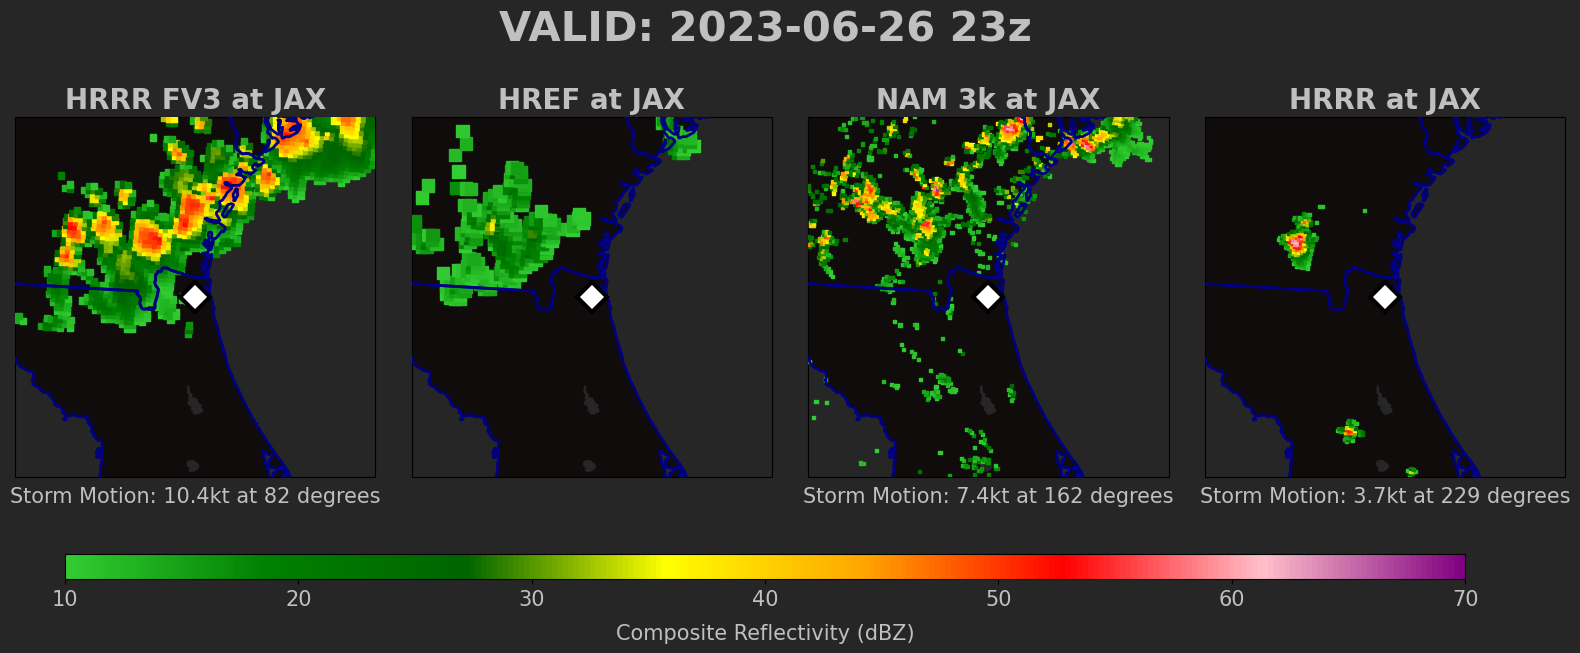 VALID: 2023-06-26 23z
HRRR FV3 at JAX
HREF at JAX
NAM 3k at JAX
HRRR at JAX
Storm Motion: 10.4kt at 82 degrees
Storm Motion: 7.4kt at 162 degrees
Storm Motion: 3.7kt at 229 degrees
10 20 30 40 50 60 70
Composite Reflectivity (dBZ)